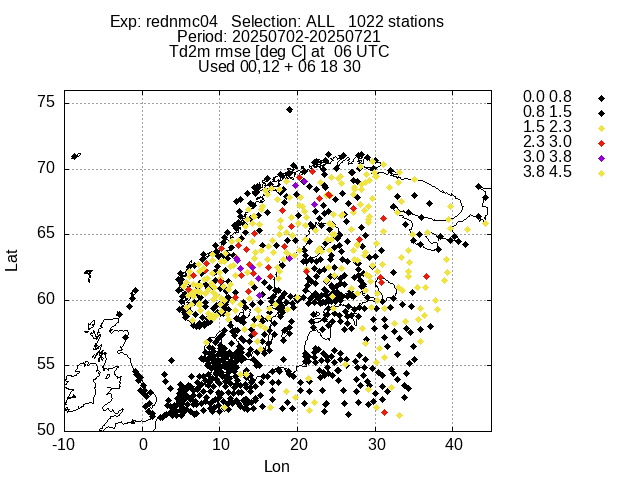 Exp: rednmc04   Selection: ALL   1022 stations
Period: 20250702-20250721
Td2m rmse [deg C] at  06 UTC
Used 00,12 + 06 18 30
0.0 0.8
0.8 1.5
1.5 2.3
2.3 3.0
3.0 3.8
3.8 4.5
75
70
65
60
55
50
Lat
-10 0 10 20 30 40
Lon